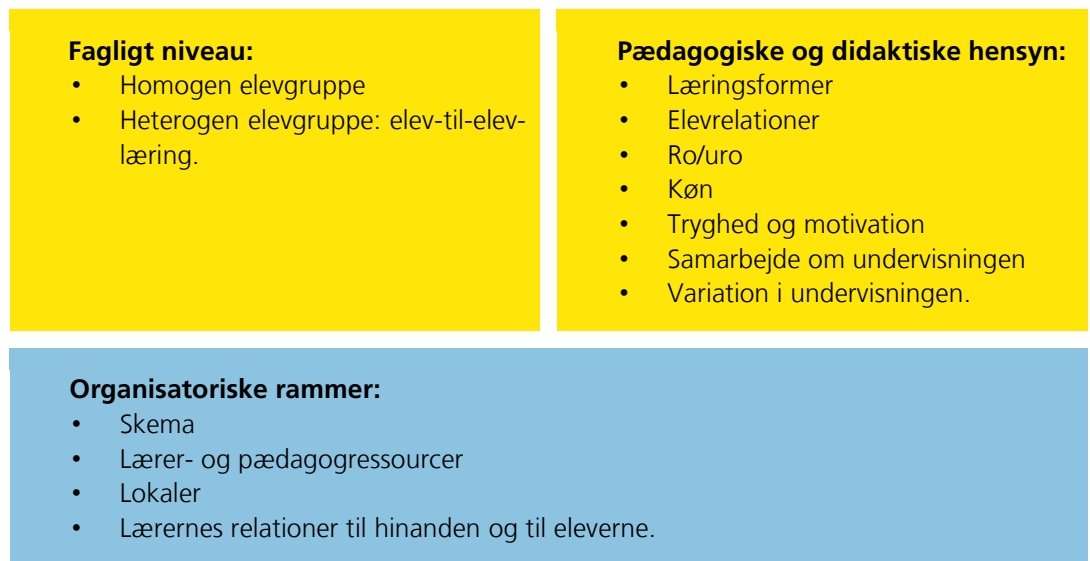 Fagligt niveau:
• Homogen elevgruppe
• Heterogen elevgruppe: elev-til-elev-
læring.
Pædagogiske og didaktiske hensyn:
• Læringsformer
• Elevrelationer
• Ro/uro
• Køn
• Tryghed og motivation
• Samarbejde om undervisningen
• Variation i undervisningen.
Organisatoriske rammer:
• Skema
• Lærer- og pædagogressourcer
• Lokaler
• Lærernes relationer til hinanden og til eleverne.